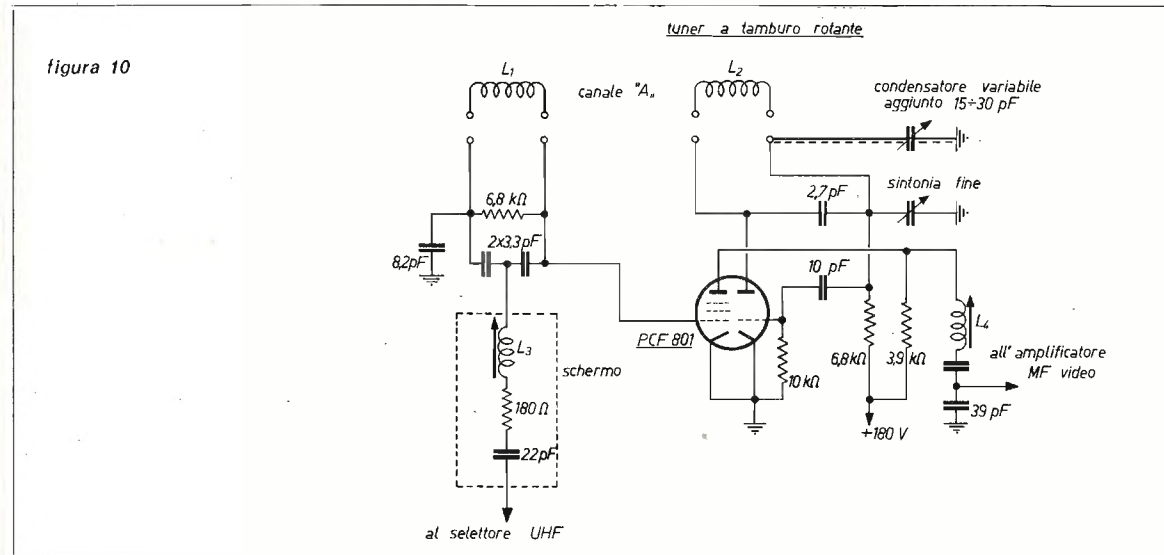 tuner a tamburo rotante
figura 10
L1
canale "A„
L2
condensatore variabile
aggiunto 15÷30 pF
6,8 kΩ
2,7 pF
sintonia fine
8,2pF
2x3,3pF
10 pF
L3
schermo
PCF 801
10 kΩ
6,8kΩ
3,9 kΩ
L4
all' amplificatore
MF video
180 Ω
22pF
39 pF
+180 V
al selettore UHF